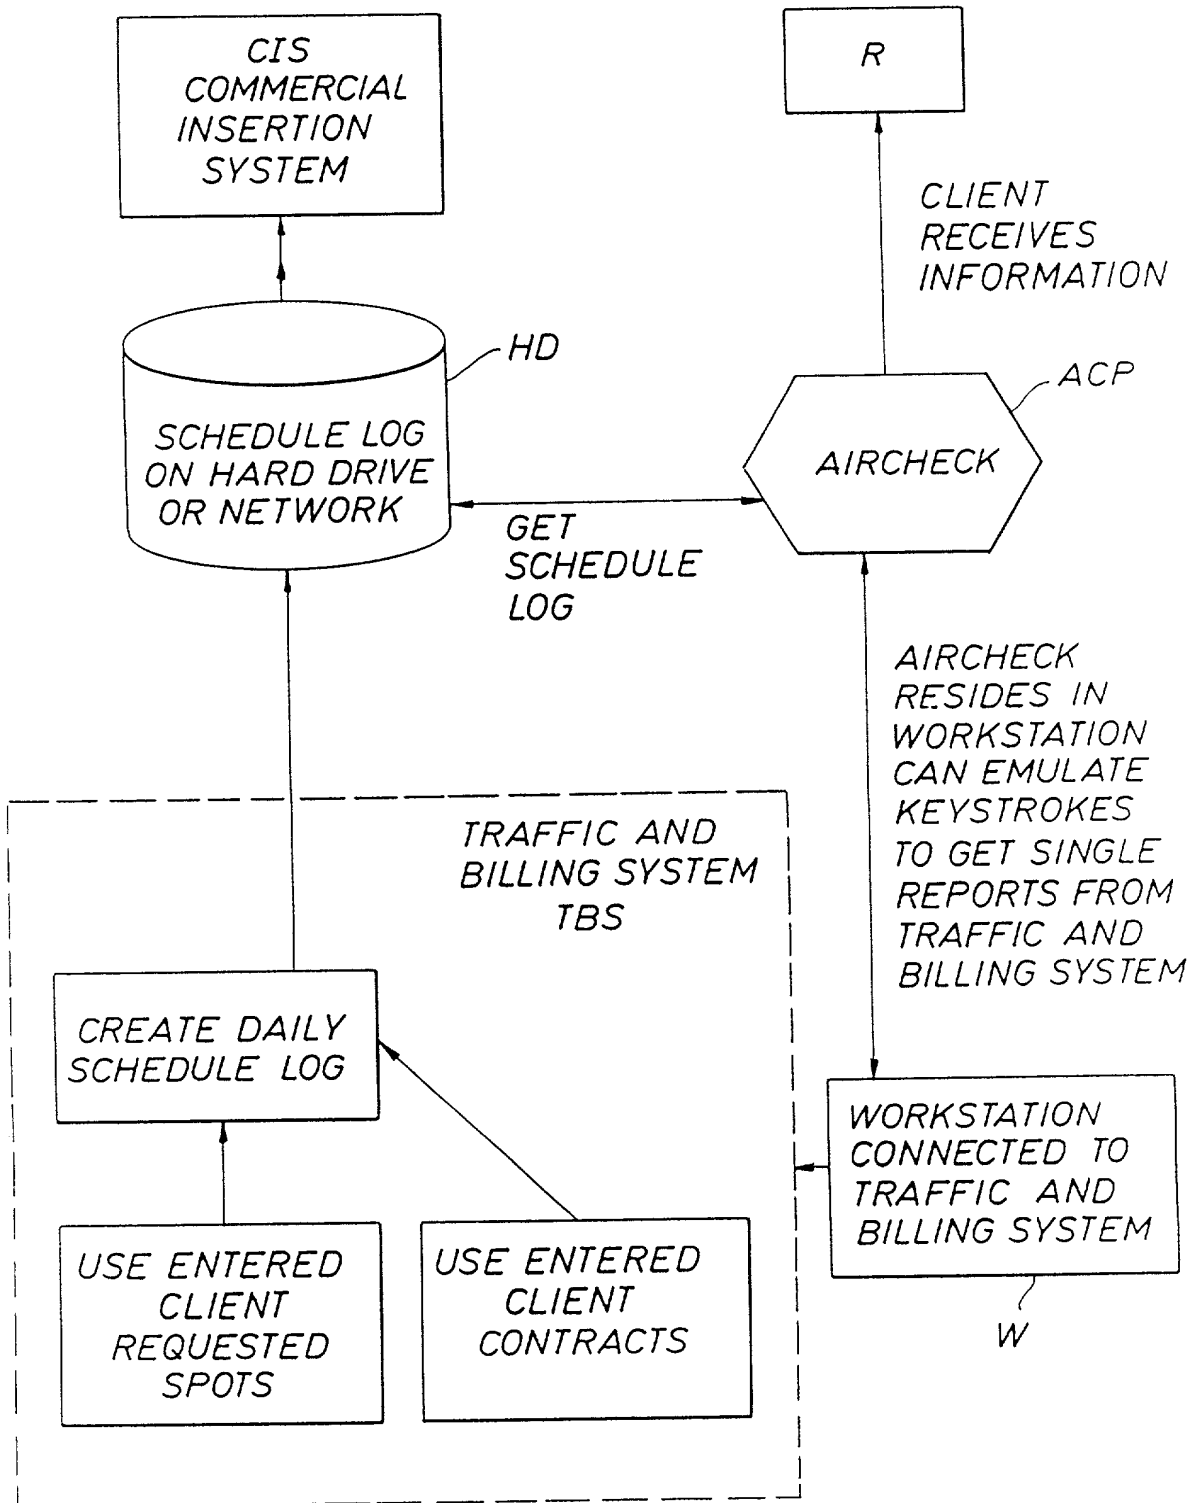 CIS
COMMERCIAL
INSERTION
SYSTEM
R
CLIENT
RECEIVES
INFORMATION
HD
ACP
SCHEDULE LOG
ON HARD DRIVE
OR NETWORK
AIRCHECK
GET
SCHEDULE
LOG
AIRCHECK
RESIDES IN
WORKSTATION
CAN EMULATE
KEYSTROKES
TO GET SINGLE
REPORTS FROM
TRAFFIC AND
BILLING SYSTEM
TRAFFIC AND
BILLING SYSTEM
TBS
CREATE DAILY
SCHEDULE LOG
WORKSTATION
CONNECTED TO
TRAFFIC AND
BILLING SYSTEM
W
USE ENTERED
CLIENT
REQUESTED
SPOTS
USE ENTERED
CLIENT
CONTRACTS